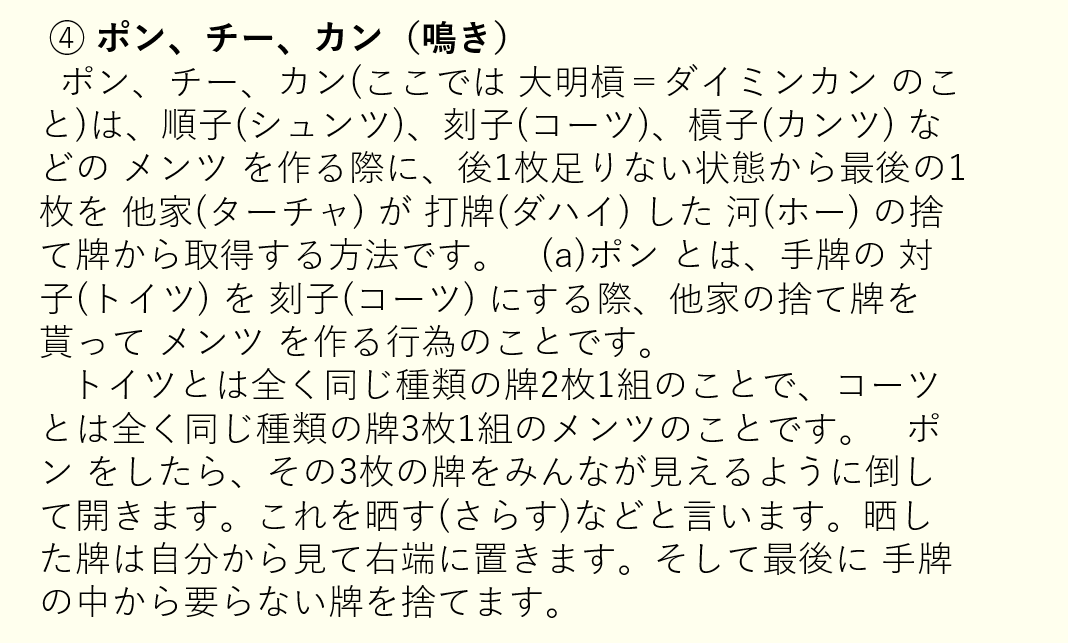 ④ ポン、チー、カン（鳴き）
ポン、チー、カン(ここでは 大明槓＝ダイミンカン のこ
と)は、順子(シュンツ)、刻子(コーツ)、槓子(カンツ) な
どの メンツ を作る際に、後1枚足りない状態から最後の1
枚を 他家(ターチャ) が 打牌(ダハイ) した 河(ホー) の捨
て牌から取得する方法です。　(a)ポン とは、手牌の 対
子(トイツ) を 刻子(コーツ) にする際、他家の捨て牌を
貰って メンツ を作る行為のことです。
トイツとは全く同じ種類の牌2枚1組のことで、コーツ
とは全く同じ種類の牌3枚1組のメンツのことです。　ポ
ン をしたら、その3枚の牌をみんなが見えるように倒し
て開きます。これを晒す(さらす)などと言います。晒し
た牌は自分から見て右端に置きます。そして最後に 手牌
の中から要らない牌を捨てます。